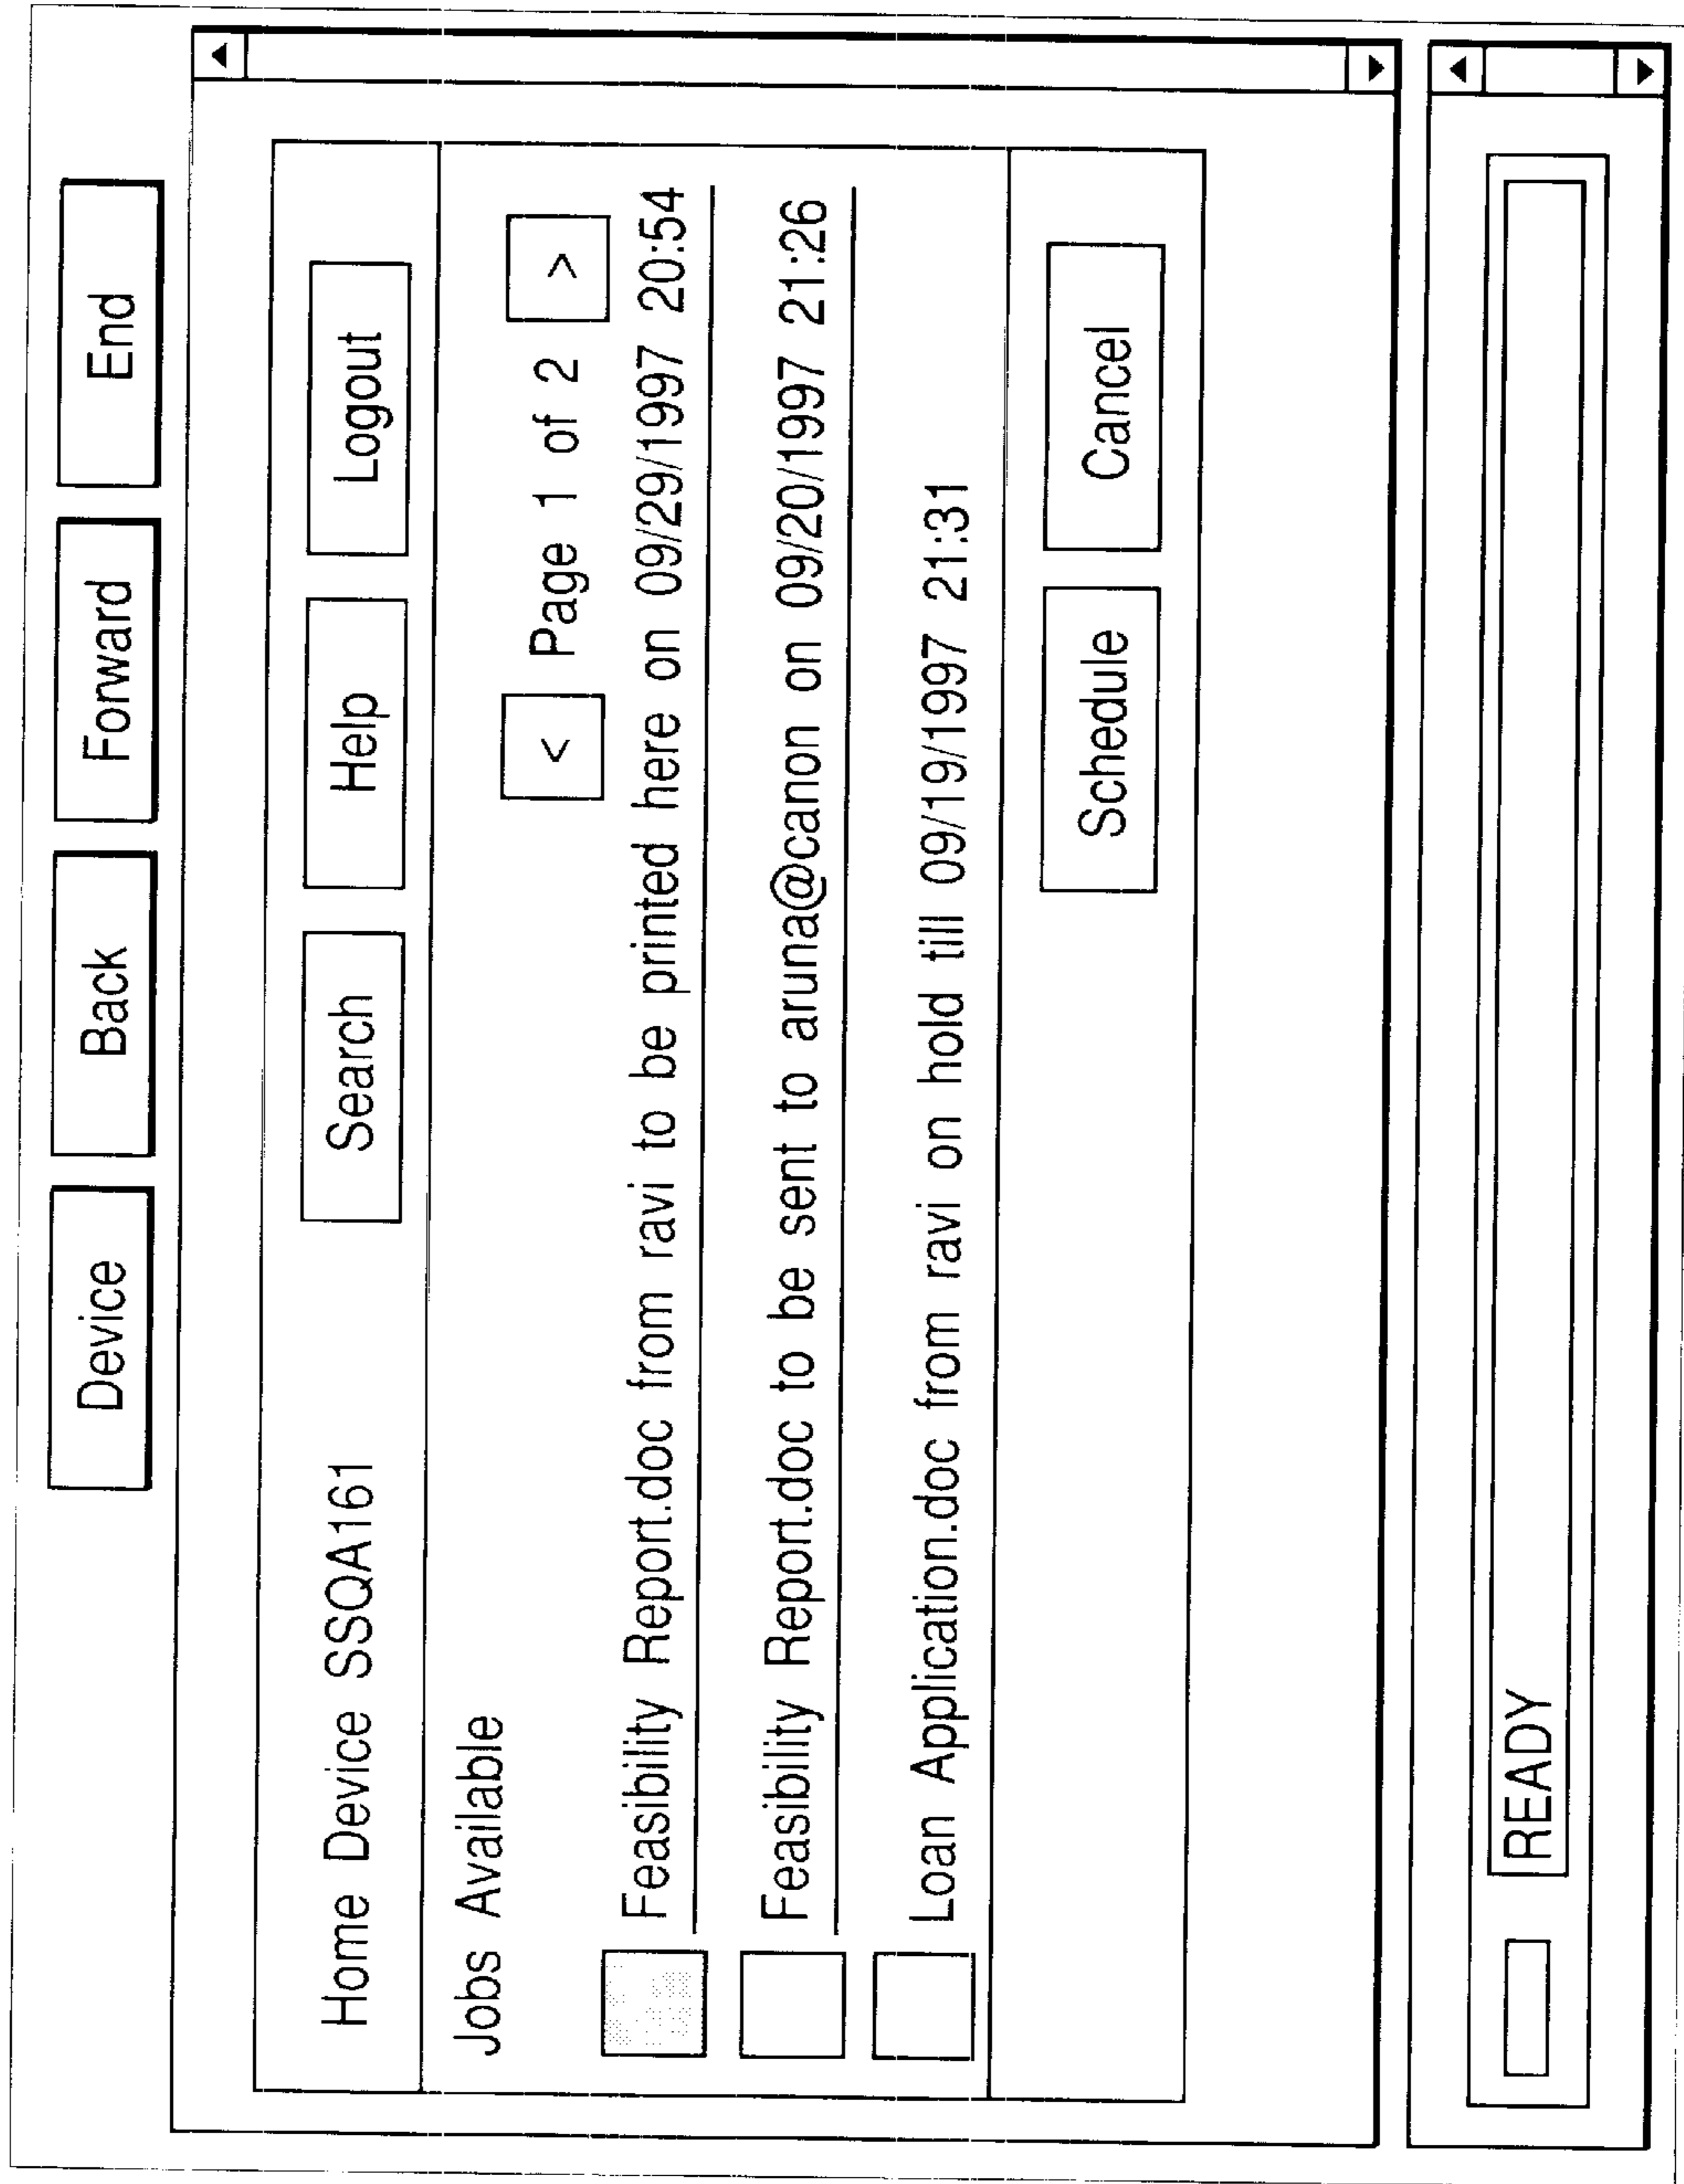 Device Back Forward End
Home Device SSQA161 Search Help Logout
Jobs Available
< Page 1 of 2 >
Feasibility Report.doc from ravi to be printed here on 09/29/1997 20:54
Feasibility Report.doc to be sent to aruna@canon on 09/20/1997 21:26
Loan Application.doc from ravi on hold till 09/19/1997 21:31
Schedule Cancel
READY